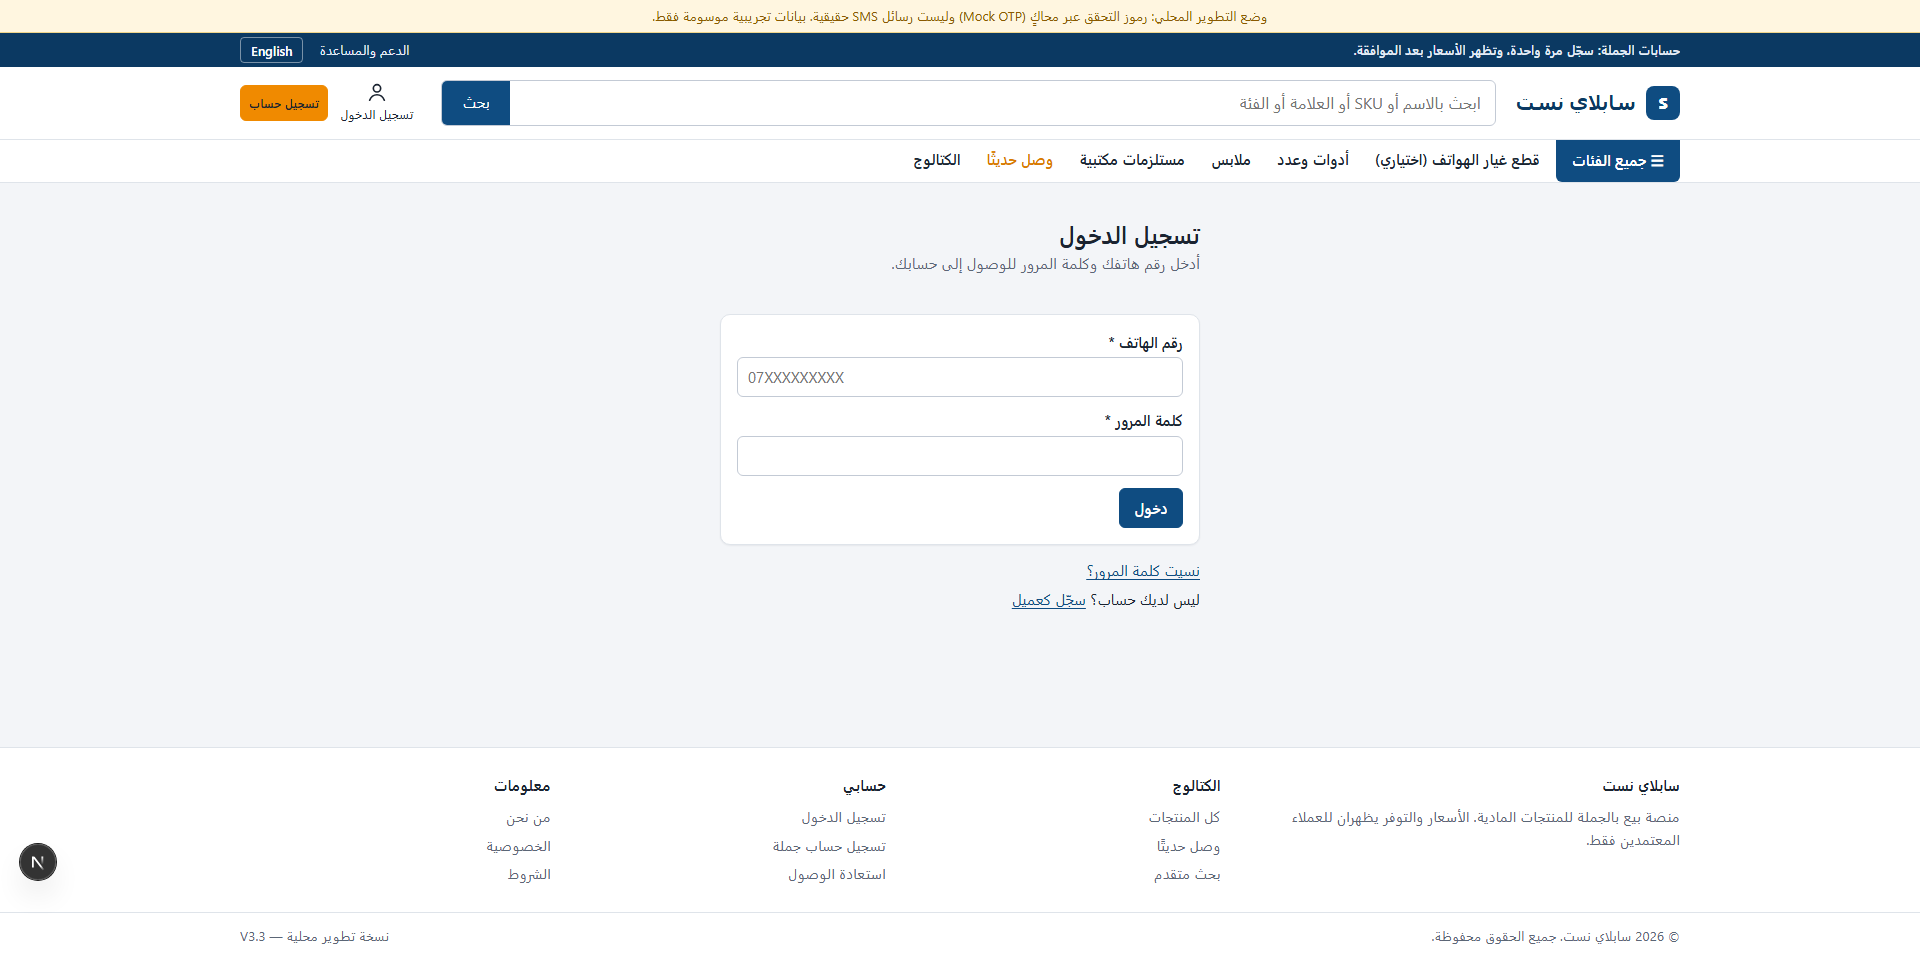 وضع التطوير المحلي: رموز التحقق عبر محاكٍ (Mock OTP) وليست رسائل SMS حقيقية. بيانات تجريبية موسومة فقط.
حسابات الجملة: سجّل مرة واحدة، وتظهر الأسعار بعد الموافقة.
الدعم والمساعدة
English
S
سابلاي نست
ابحث بالاسم أو SKU أو العلامة أو الفئة
بحث
تسجيل الدخول
تسجيل حساب
☰ جميع الفئات
قطع غيار الهواتف (اختياري)
أدوات وعدد
ملابس
مستلزمات مكتبية
وصل حديثًا
الكتالوج
تسجيل الدخول
أدخل رقم هاتفك وكلمة المرور للوصول إلى حسابك.
رقم الهاتف *
07XXXXXXXXX
كلمة المرور *
دخول
نسيت كلمة المرور؟
ليس لديك حساب؟ سجّل كعميل
سابلاي نست
منصة بيع بالجملة للمنتجات المادية. الأسعار والتوفر يظهران للعملاء
المعتمدين فقط.
الكتالوج
كل المنتجات
وصل حديثًا
بحث متقدم
حسابي
تسجيل الدخول
تسجيل حساب جملة
استعادة الوصول
معلومات
من نحن
الخصوصية
الشروط
N
© 2026 سابلاي نست. جميع الحقوق محفوظة.
نسخة تطوير محلية — V3.3